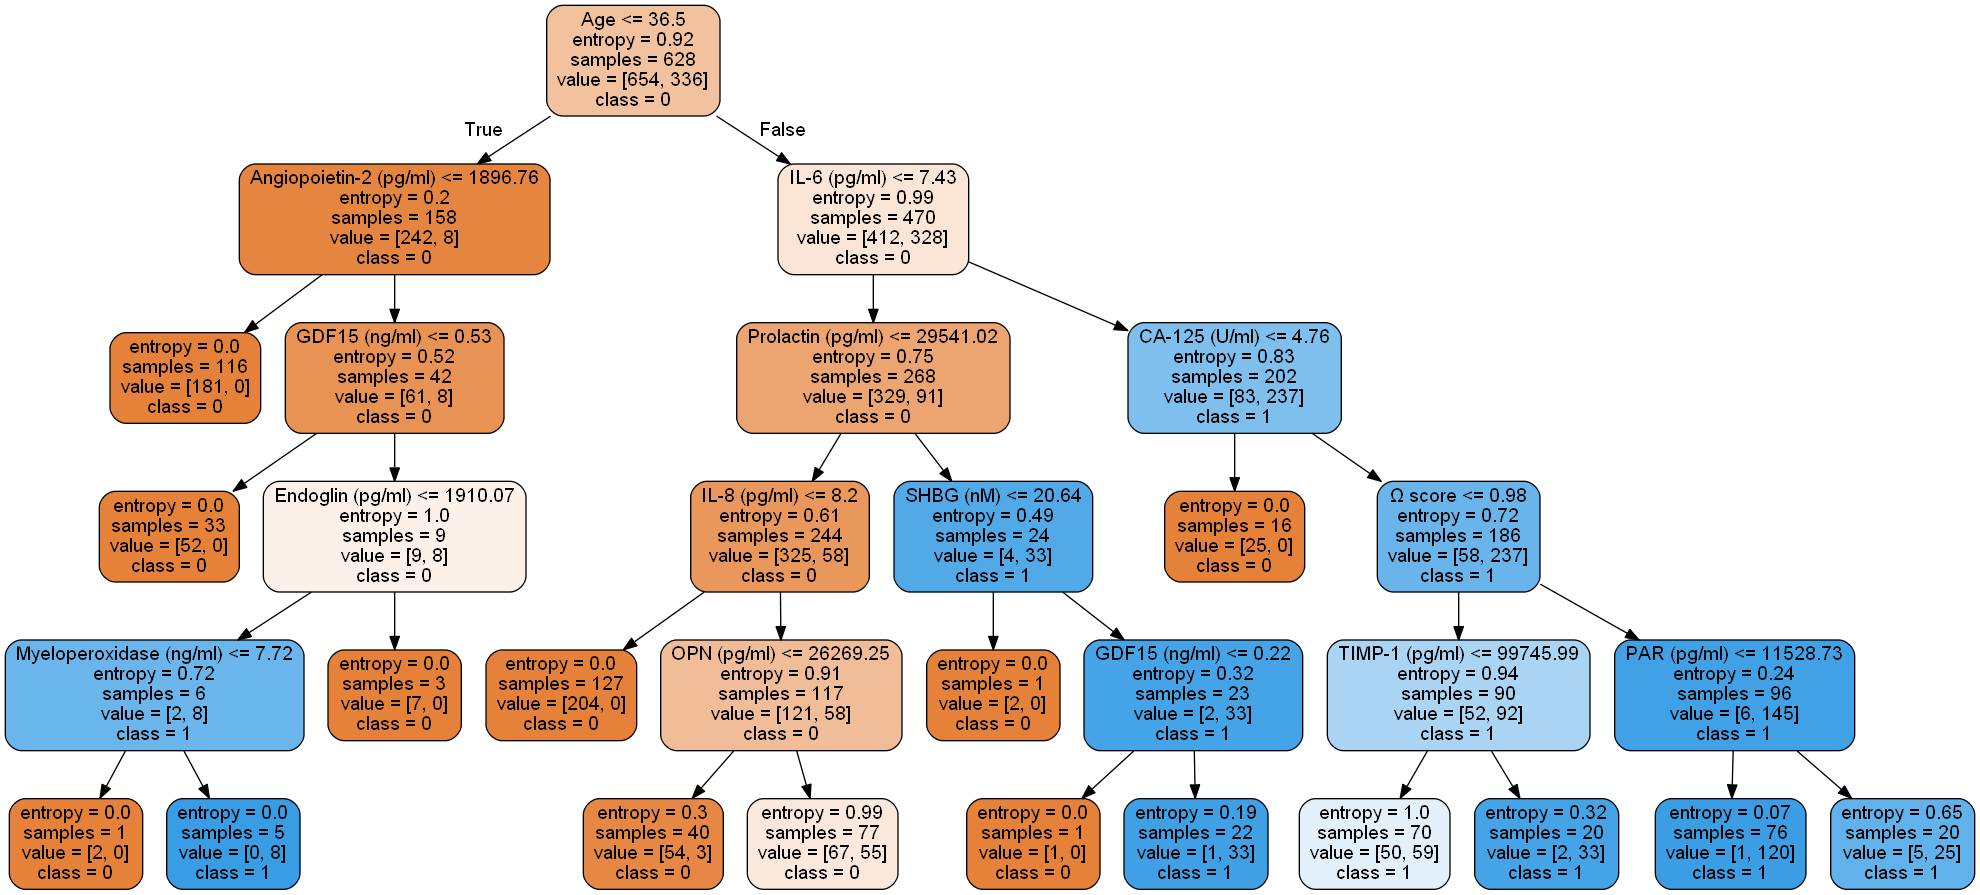 Age <= 36.5
entropy = 0.92
samples = 628
value = [654, 336]
class = 0
True
False
Angiopoietin-2 (pg/ml) <= 1896.76
entropy = 0.2
samples = 158
value = [242, 8]
class = 0
IL-6 (pg/ml) <= 7.43
entropy = 0.99
samples = 470
value = [412, 328]
class = 0
entropy = 0.0
samples = 116
value = [181, 0]
class = 0
GDF15 (ng/ml) <= 0.53
entropy = 0.52
samples = 42
value = [61, 8]
class = 0
Prolactin (pg/ml) <= 29541.02
entropy = 0.75
samples = 268
value = [329, 91]
class = 0
CA-125 (U/ml) <= 4.76
entropy = 0.83
samples = 202
value = [83, 237]
class = 1
entropy = 0.0
samples = 33
value = [52, 0]
class = 0
Endoglin (pg/ml) <= 1910.07
entropy = 1.0
samples = 9
value = [9, 8]
class = 0
IL-8 (pg/ml) <= 8.2
entropy = 0.61
samples = 244
value = [325, 58]
class = 0
SHBG (nM) <= 20.64
entropy = 0.49
samples = 24
value = [4, 33]
class = 1
entropy = 0.0
samples = 16
value = [25, 0]
class = 0
Ω score <= 0.98
entropy = 0.72
samples = 186
value = [58, 237]
class = 1
Myeloperoxidase (ng/ml) <= 7.72
entropy = 0.72
samples = 6
value = [2, 8]
class = 1
entropy = 0.0
samples = 3
value = [7, 0]
class = 0
entropy = 0.0
samples = 127
value = [204, 0]
class = 0
OPN (pg/ml) <= 26269.25
entropy = 0.91
samples = 117
value = [121, 58]
class = 0
entropy = 0.0
samples = 1
value = [2, 0]
class = 0
GDF15 (ng/ml) <= 0.22
entropy = 0.32
samples = 23
value = [2, 33]
class = 1
TIMP-1 (pg/ml) <= 99745.99
entropy = 0.94
samples = 90
value = [52, 92]
class = 1
PAR (pg/ml) <= 11528.73
entropy = 0.24
samples = 96
value = [6, 145]
class = 1
entropy = 0.0
samples = 1
value = [2, 0]
class = 0
entropy = 0.0
samples = 5
value = [0, 8]
class = 1
entropy = 0.3
samples = 40
value = [54, 3]
class = 0
entropy = 0.99
samples = 77
value = [67, 55]
class = 0
entropy = 0.0
samples = 1
value = [1, 0]
class = 0
entropy = 0.19
samples = 22
value = [1, 33]
class = 1
entropy = 1.0
samples = 70
value = [50, 59]
class = 1
entropy = 0.32
samples = 20
value = [2, 33]
class = 1
entropy = 0.07
samples = 76
value = [1, 120]
class = 1
entropy = 0.65
samples = 20
value = [5, 25]
class = 1